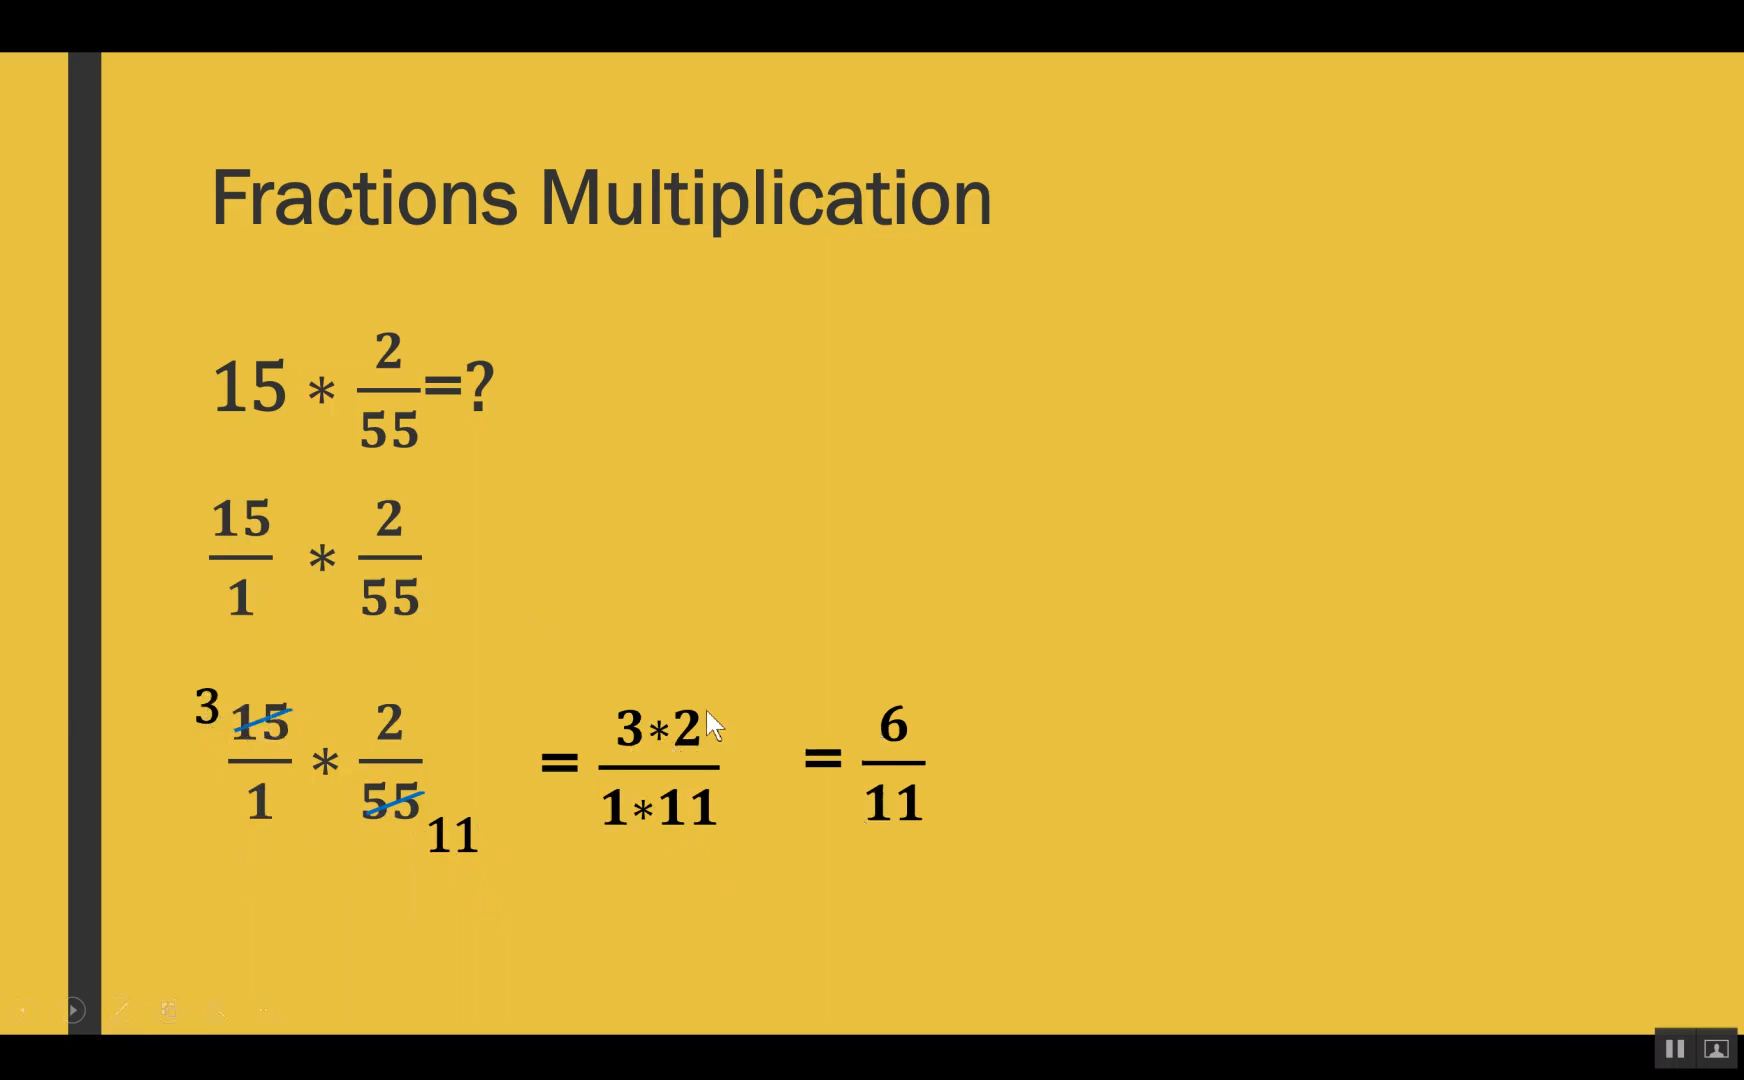 Fractions Multiplication
15 * 2/55 =?
15/1 * 2/55
3 15/1 * 2/55 11 = 3*2/1*11 = 6/11